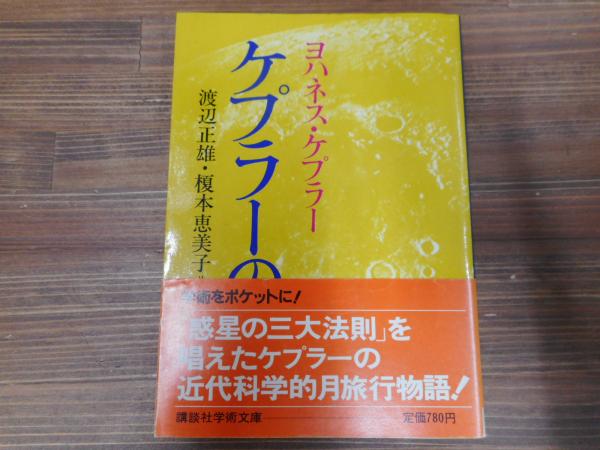 ヨハネス・ケプラー
ケプラーの
渡辺正雄・榎本恵美子
学術をポケットに!
「惑星の三大法則」を
唱えたケプラーの
近代科学的月旅行物語!
講談社学術文庫
定価780円